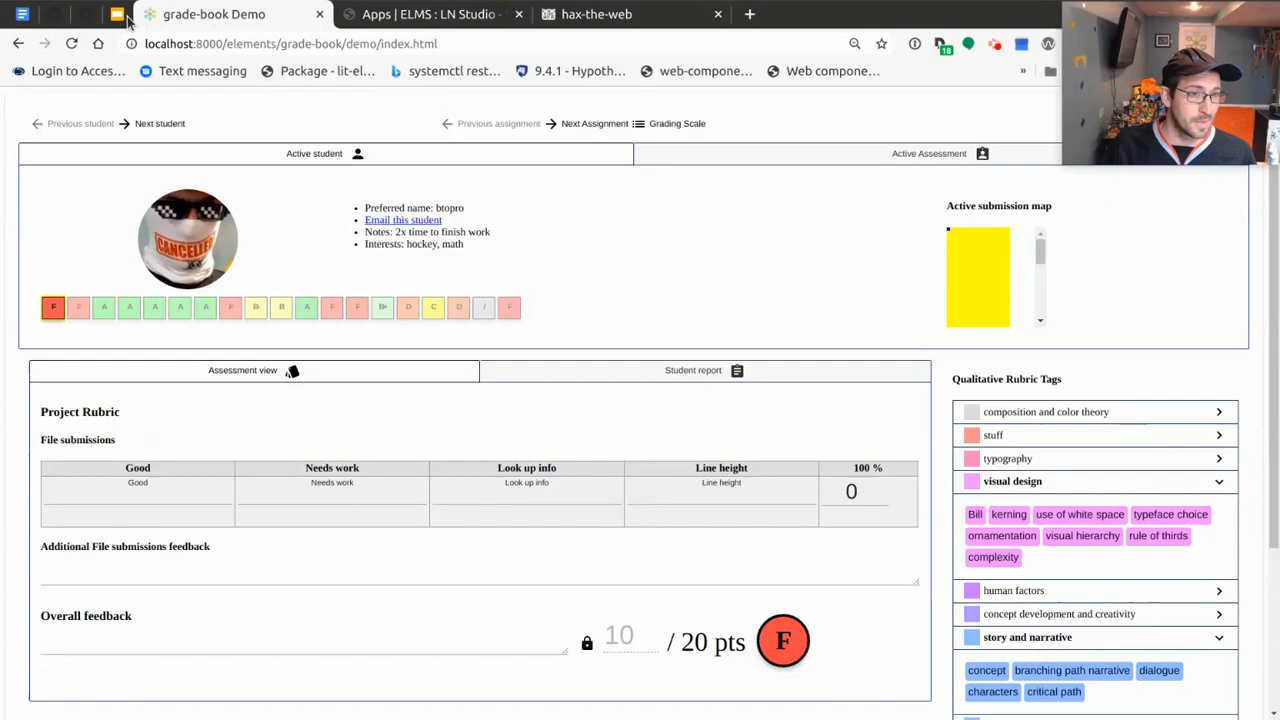 grade-book Demo
Apps | ELMS : LN Studio -
hax-the-web
localhost:8000/elements/grade-book/demo/index.html
18
Login to Acces...
Text messaging
Package - lit-el...
systemctl rest...
9.4.1 - Hypoth...
web-compone...
Web compone...
»
Previous student
Next student
Previous assignment
Next Assignment
Grading Scale
Active student
Active Assessment
CANCELLED
Preferred name: btopro
Email this student
Notes: 2x time to finish work
Interests: hockey, math
Active submission map
F F A A A A A F B- B A F F B+ D C D / F
Assessment view
Student report
Project Rubric
File submissions
Good Needs work Look up info Line height 100 %
Good Needs work Look up info Line height 0
Additional File submissions feedback
Overall feedback
10 / 20 pts F
Qualitative Rubric Tags
composition and color theory
stuff
typography
visual design
Bill kerning use of white space typeface choice
ornamentation visual hierarchy rule of thirds
complexity
human factors
concept development and creativity
story and narrative
concept branching path narrative dialogue
characters critical path